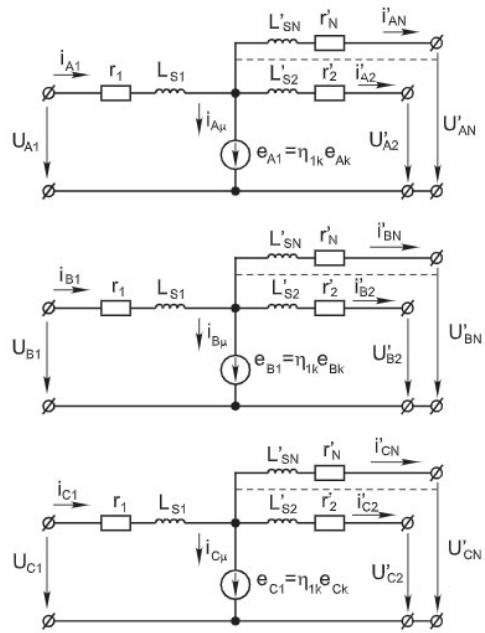 L'SN r'N i'AN
iA1 r1 LS1 L'S2 r'2 i'A2
UA1 iAμ eA1=η1keAk U'A2 U'AN
L'SN r'N i'BN
iB1 r1 LS1 L'S2 r'2 i'B2
UB1 iBμ eB1=η1keBk U'B2 U'BN
L'SN r'N i'CN
iC1 r1 LS1 L'S2 r'2 i'C2
UC1 iCμ eC1=η1keCk U'C2 U'CN